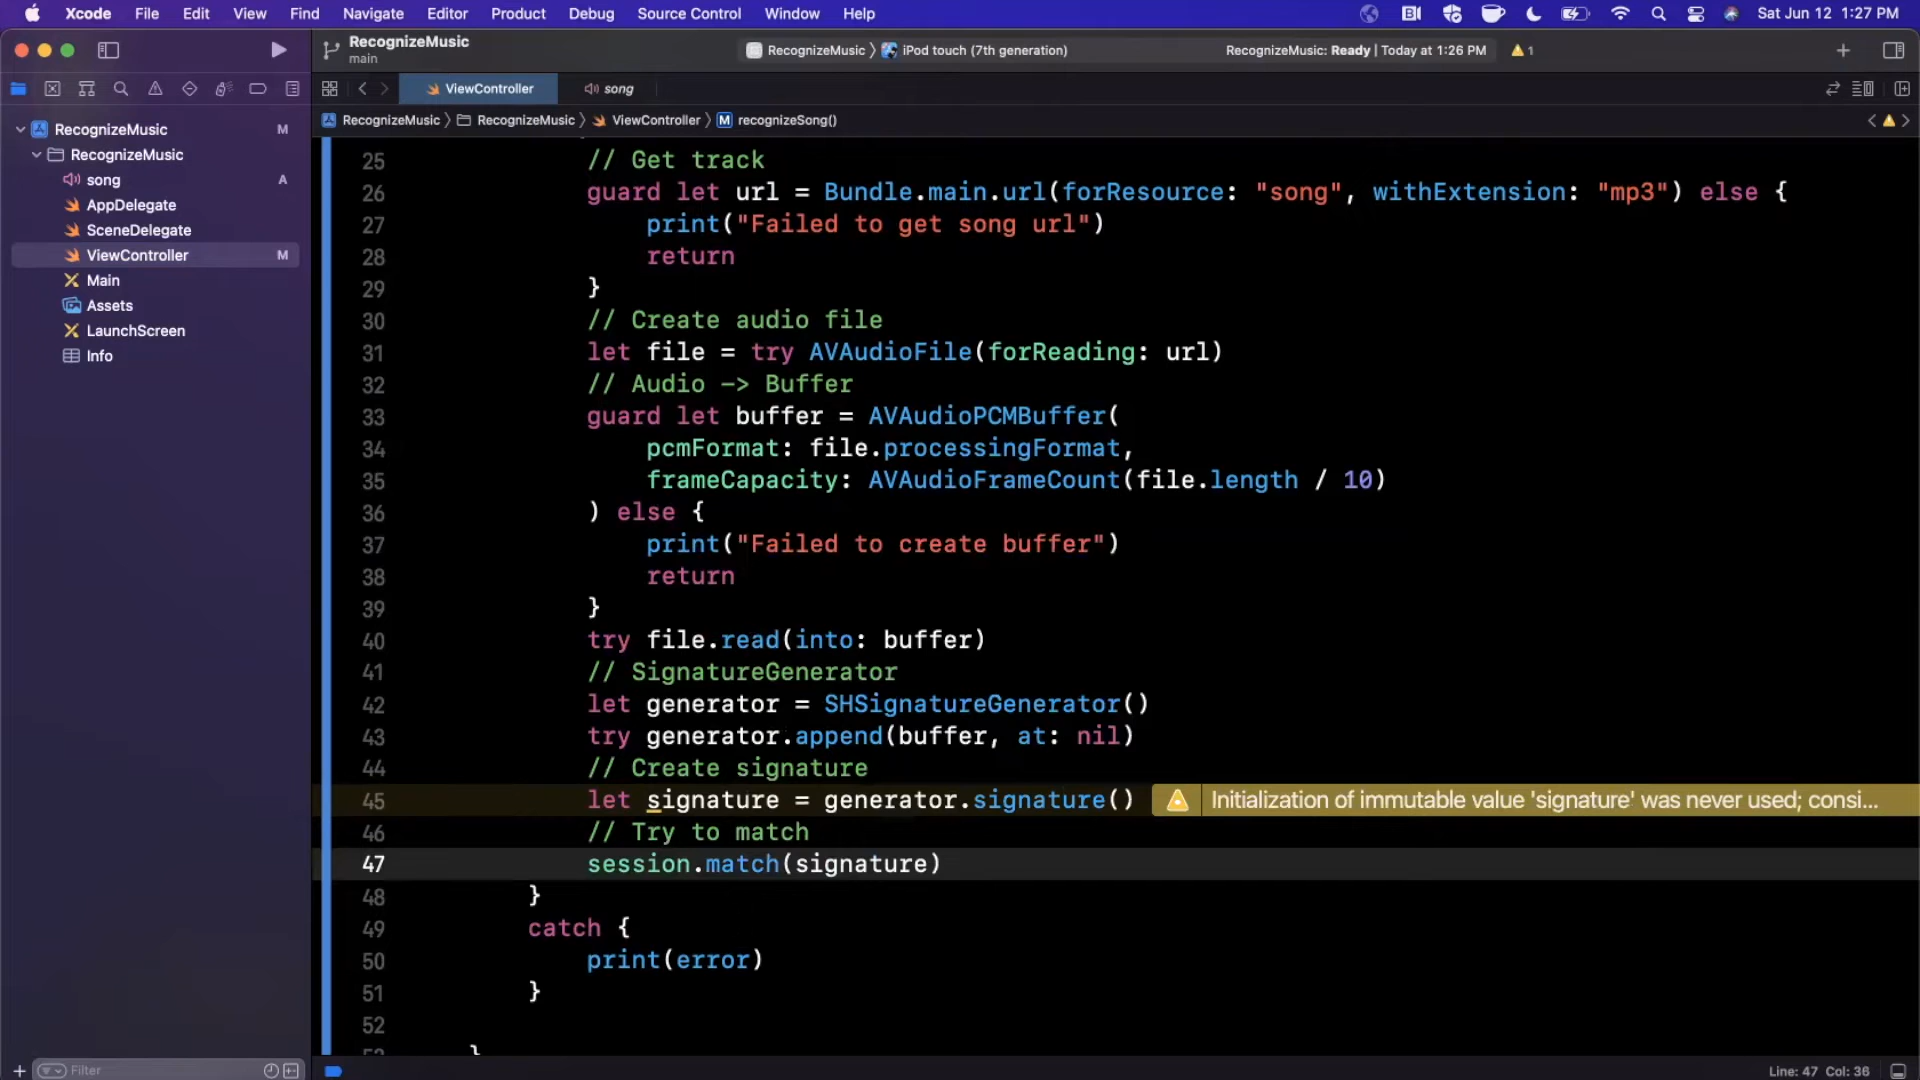 Xcode File Edit View Find Navigate Editor Product Debug Source Control Window Help Sat Jun 12 1:27 PM
RecognizeMusic
main
RecognizeMusic iPod touch (7th generation)
RecognizeMusic: Ready | Today at 1:26 PM 1
ViewController
song
RecognizeMusic RecognizeMusic ViewController M recognizeSong()
RecognizeMusic M
RecognizeMusic
song A
AppDelegate
SceneDelegate
ViewController M
Main
Assets
LaunchScreen
Info
25 // Get track
26 guard let url = Bundle.main.url(forResource: "song", withExtension: "mp3") else {
27 print("Failed to get song url")
28 return
29 }
30 // Create audio file
31 let file = try AVAudioFile(forReading: url)
32 // Audio -> Buffer
33 guard let buffer = AVAudioPCMBuffer(
34 pcmFormat: file.processingFormat,
35 frameCapacity: AVAudioFrameCount(file.length / 10)
36 ) else {
37 print("Failed to create buffer")
38 return
39 }
40 try file.read(into: buffer)
41 // SignatureGenerator
42 let generator = SHSignatureGenerator()
43 try generator.append(buffer, at: nil)
44 // Create signature
45 let signature = generator.signature() Initialization of immutable value 'signature' was never used; consi...
46 // Try to match
47 session.match(signature)
48 }
49 catch {
50 print(error)
51 }
52
53 }
Filter
Line: 47 Col: 36